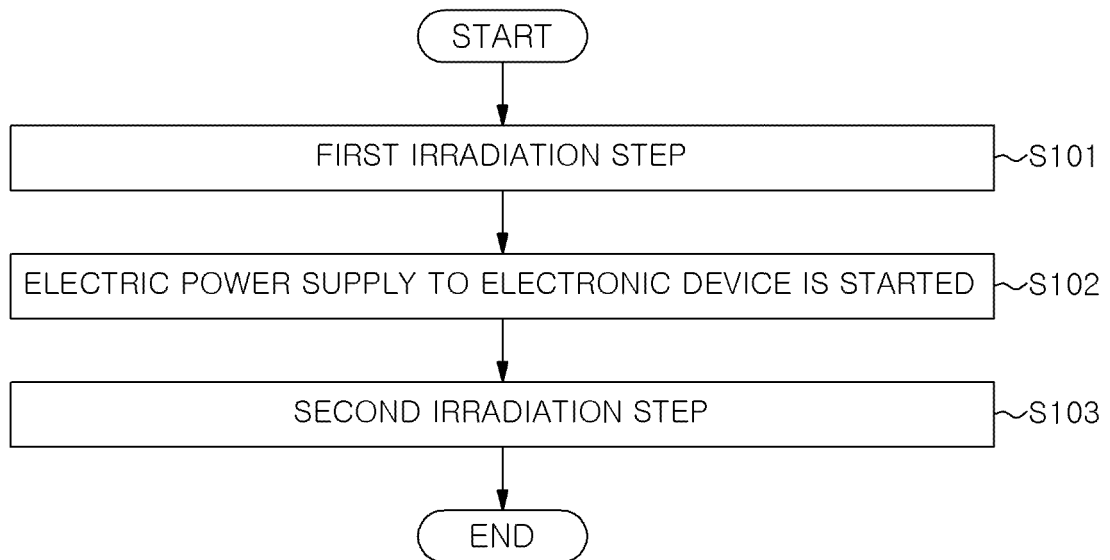 START
FIRST IRRADIATION STEP
S101
ELECTRIC POWER SUPPLY TO ELECTRONIC DEVICE IS STARTED
S102
SECOND IRRADIATION STEP
S103
END